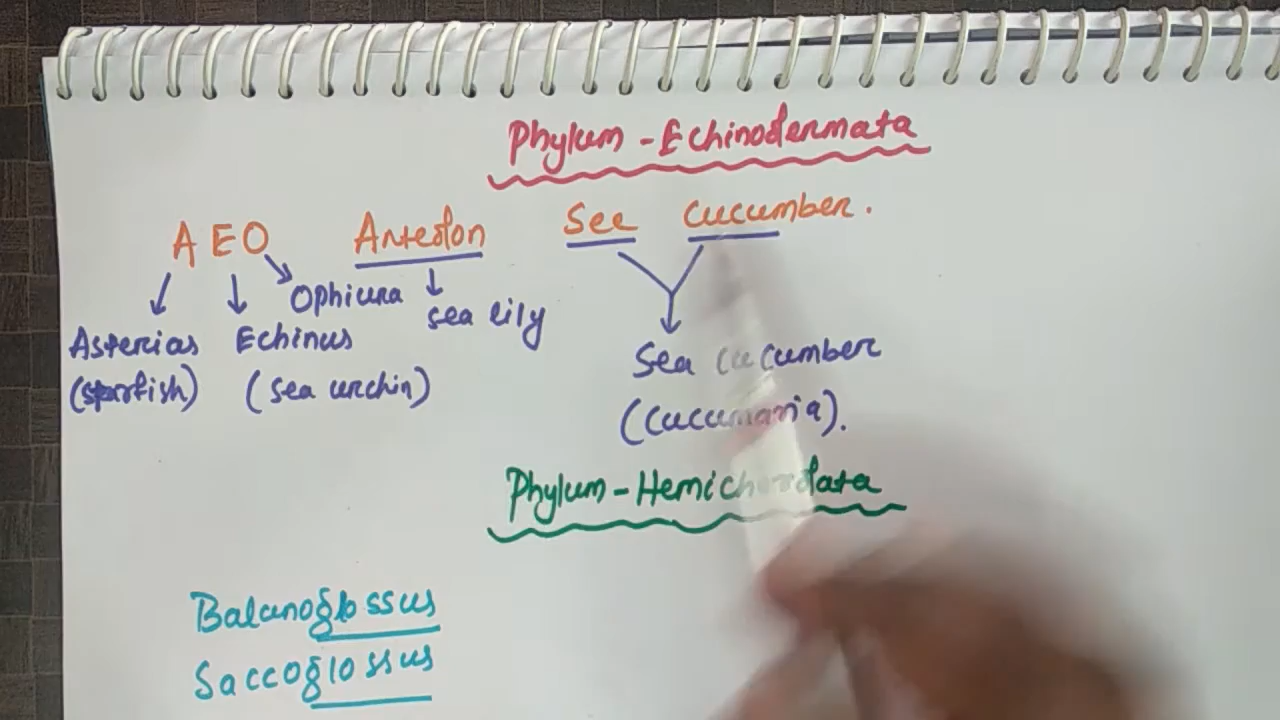 Phylum - Echinodermata
A E O Antedon See Cucumber.
Ophiura sea lily
Asterias Echinus Sea Cucumber
(starfish) (sea urchin) (Cucumaria).
Phylum - Hemichordata
Balanoglossus
Saccoglossus